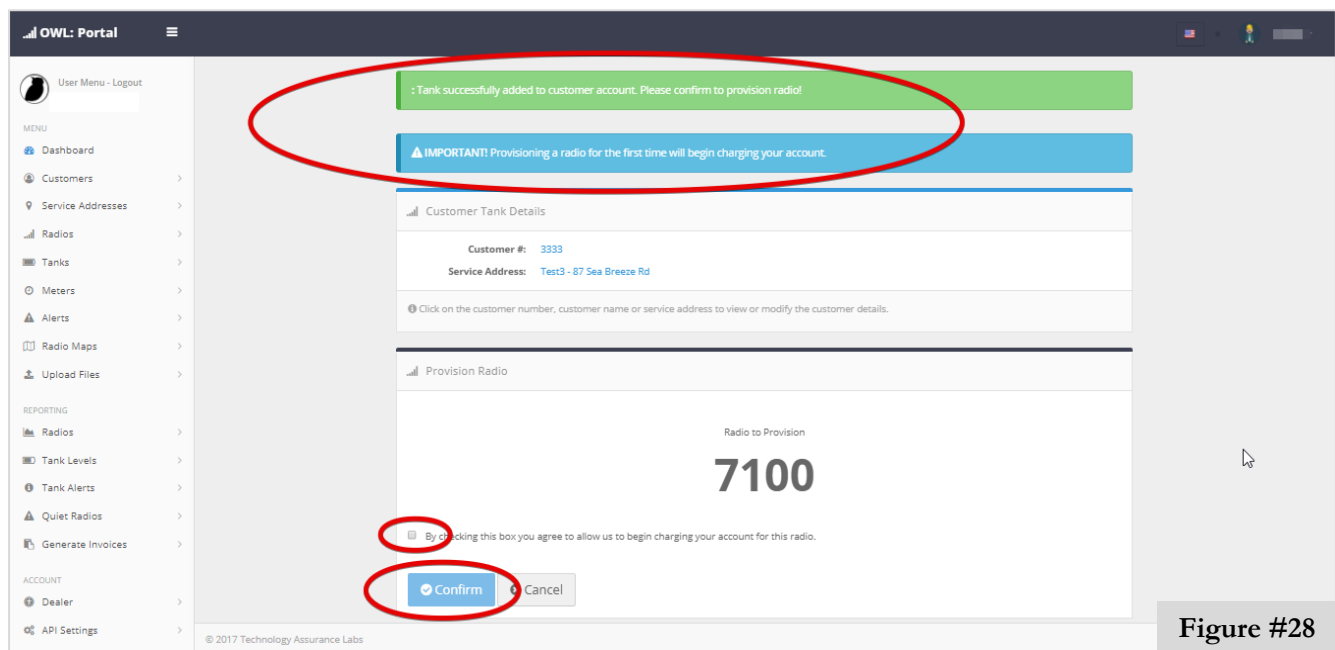 OWL: Portal
User Menu - Logout
MENU
Dashboard
Customers
Service Addresses
Radios
Tanks
Meters
Alerts
Radio Maps
Upload Files
REPORTING
Radios
Tank Levels
Tank Alerts
Quiet Radios
Generate Invoices
ACCOUNT
Dealer
API Settings
: Tank successfully added to customer account. Please confirm to provision radio!
IMPORTANT! Provisioning a radio for the first time will begin charging your account.
Customer Tank Details
Customer #: 3333
Service Address: Test3 - 87 Sea Breeze Rd
Click on the customer number, customer name or service address to view or modify the customer details.
Provision Radio
Radio to Provision
7100
By checking this box you agree to allow us to begin charging your account for this radio.
Confirm Cancel
© 2017 Technology Assurance Labs
Figure #28